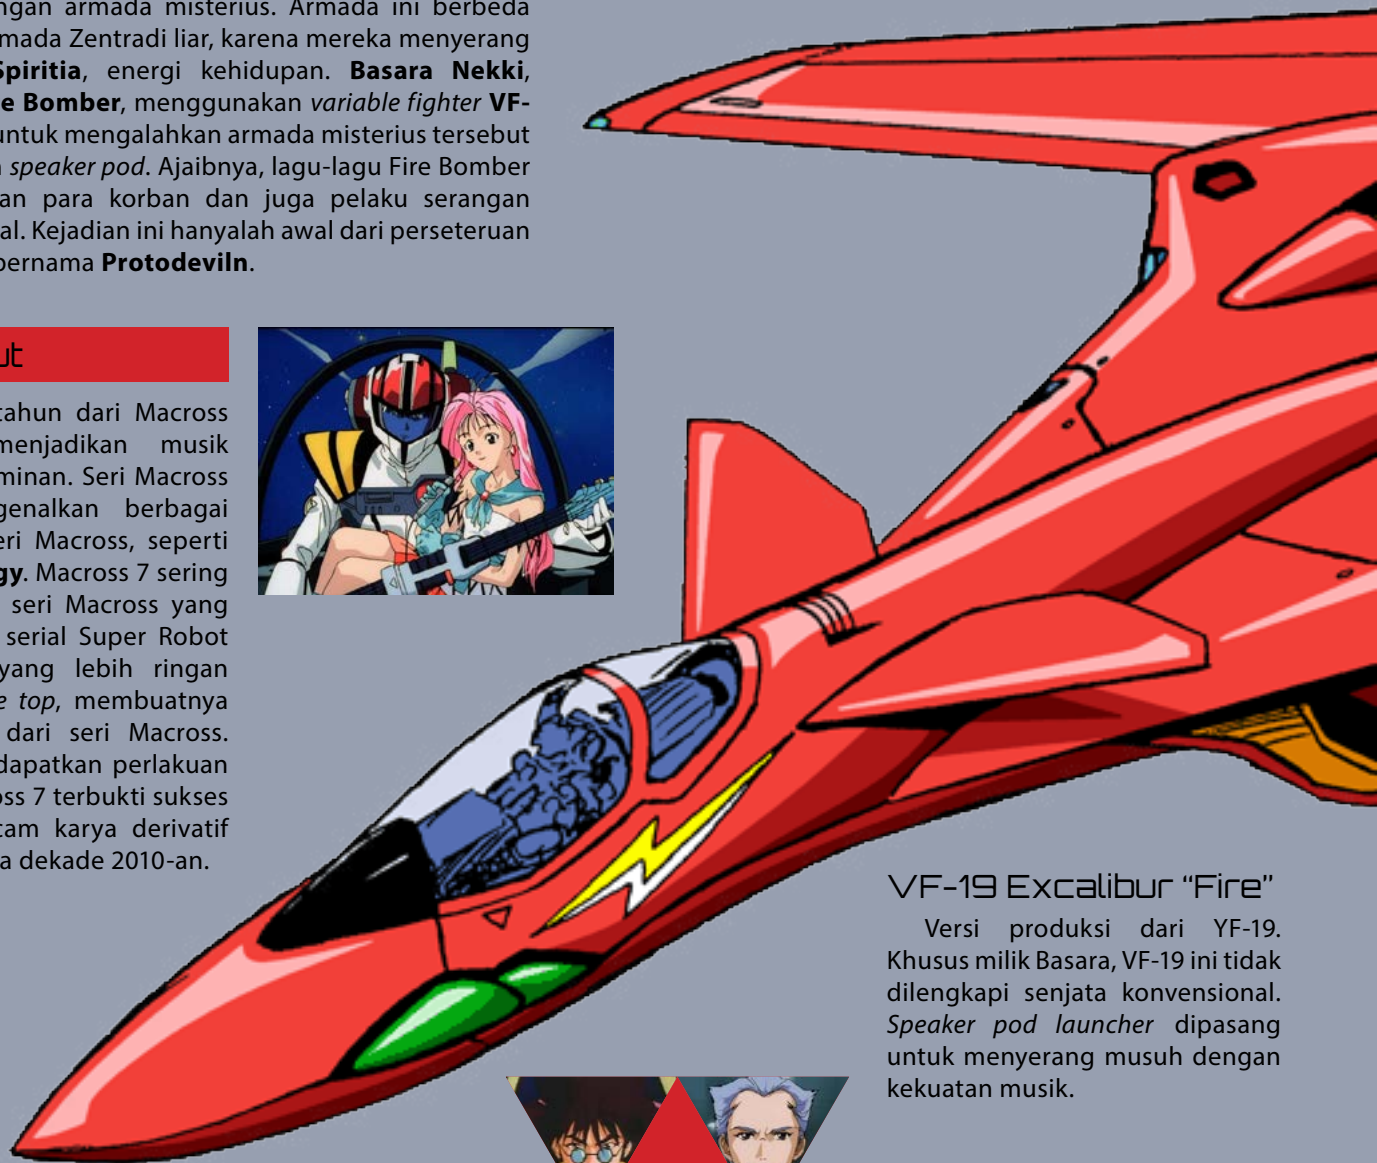 ngan armada misterius. Armada ini berbeda
mada Zentradi liar, karena mereka menyerang
Spiritia, energi kehidupan. Basara Nekki,
e Bomber, menggunakan variable fighter VF-
untuk mengalahkan armada misterius tersebut
speaker pod. Ajaibnya, lagu-lagu Fire Bomber
an para korban dan juga pelaku serangan
al. Kejadian ini hanyalah awal dari perseteruan
bernama Protodeviln.
ut
tahun dari Macross
menjadikan musik
minan. Seri Macross
genalkan berbagai
eri Macross, seperti
gy. Macross 7 sering
seri Macross yang
serial Super Robot
yang lebih ringan
e top, membuatnya
dari seri Macross.
dapatkan perlakuan
oss 7 terbukti sukses
tam karya derivatif
a dekade 2010-an.
VF-19 Excalibur “Fire”
Versi produksi dari YF-19.
Khusus milik Basara, VF-19 ini tidak
dilengkapi senjata konvensional.
Speaker pod launcher dipasang
untuk menyerang musuh dengan
kekuatan musik.